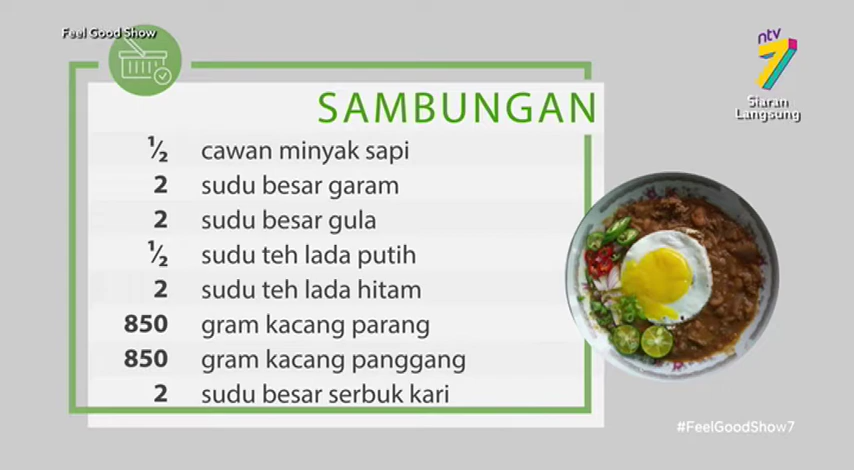 Feel Good Show
ntv
7
Siaran
Langsung
SAMBUNGAN
½ cawan minyak sapi
2 sudu besar garam
2 sudu besar gula
½ sudu teh lada putih
2 sudu teh lada hitam
850 gram kacang parang
850 gram kacang panggang
2 sudu besar serbuk kari
#FeelGoodShow7